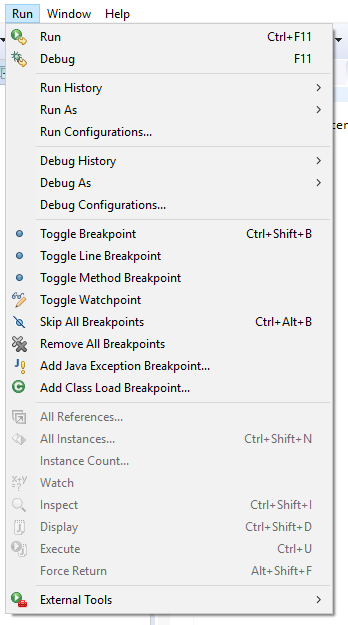 Run Window Help
Run Ctrl+F11
Debug F11
Run History
Run As
Run Configurations...
Debug History
Debug As
Debug Configurations...
Toggle Breakpoint Ctrl+Shift+B
Toggle Line Breakpoint
Toggle Method Breakpoint
Toggle Watchpoint
Skip All Breakpoints Ctrl+Alt+B
Remove All Breakpoints
Add Java Exception Breakpoint...
Add Class Load Breakpoint...
All References...
All Instances... Ctrl+Shift+N
Instance Count...
Watch
Inspect Ctrl+Shift+I
Display Ctrl+Shift+D
Execute Ctrl+U
Force Return Alt+Shift+F
External Tools